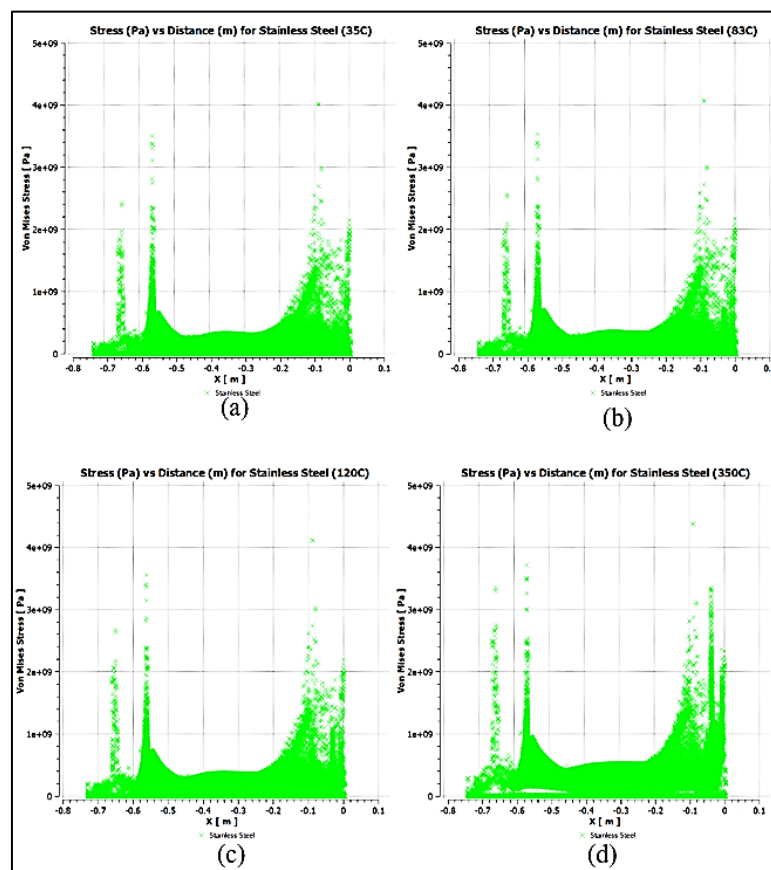 Stress (Pa) vs Distance (m) for Stainless Steel (35C)
5e+09
4e+09
3e+09
2e+09
1e+09
0
Von Mises Stress [ Pa ]
-0.8 -0.7 -0.6 -0.5 -0.4 -0.3 -0.2 -0.1 0 0.1
X [ m ]
Stainless Steel
(a)
Stress (Pa) vs Distance (m) for Stainless Steel (83C)
5e+09
4e+09
3e+09
2e+09
1e+09
0
Von Mises Stress [ Pa ]
-0.8 -0.7 -0.6 -0.5 -0.4 -0.3 -0.2 -0.1 0 0.1
X [ m ]
Stainless Steel
(b)
Stress (Pa) vs Distance (m) for Stainless Steel (120C)
5e+09
4e+09
3e+09
2e+09
1e+09
0
Von Mises Stress [ Pa ]
-0.8 -0.7 -0.6 -0.5 -0.4 -0.3 -0.2 -0.1 0 0.1
X [ m ]
Stainless Steel
(c)
Stress (Pa) vs Distance (m) for Stainless Steel (350C)
5e+09
4e+09
3e+09
2e+09
1e+09
0
Von Mises Stress [ Pa ]
-0.8 -0.7 -0.6 -0.5 -0.4 -0.3 -0.2 -0.1 0 0.1
X [ m ]
Stainless Steel
(d)